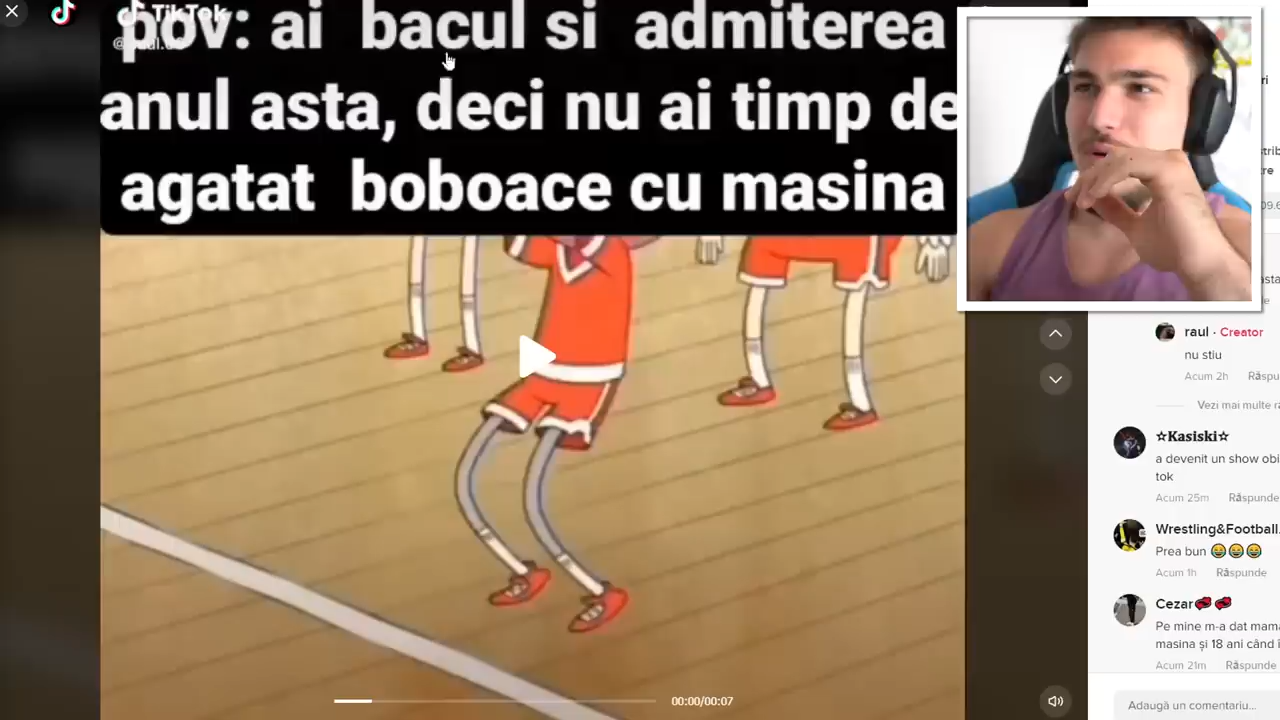 TikTok
pov: ai bacul si admiterea
anul asta, deci nu ai timp de
agatat boboace cu masina
raul · Creator
nu stiu
Acum 2h
Vezi mai multe
☆Kasiski☆
a devenit un show
tok
Acum 25m Răspunde
Wrestling&Football
Prea bun 😂😂😂
Acum 1h Răspunde
Cezar
Pe mine m-a dat mama
masina și 18 ani când
Acum 21m Răspunde
00:00/00:07
Adaugă un comentariu...